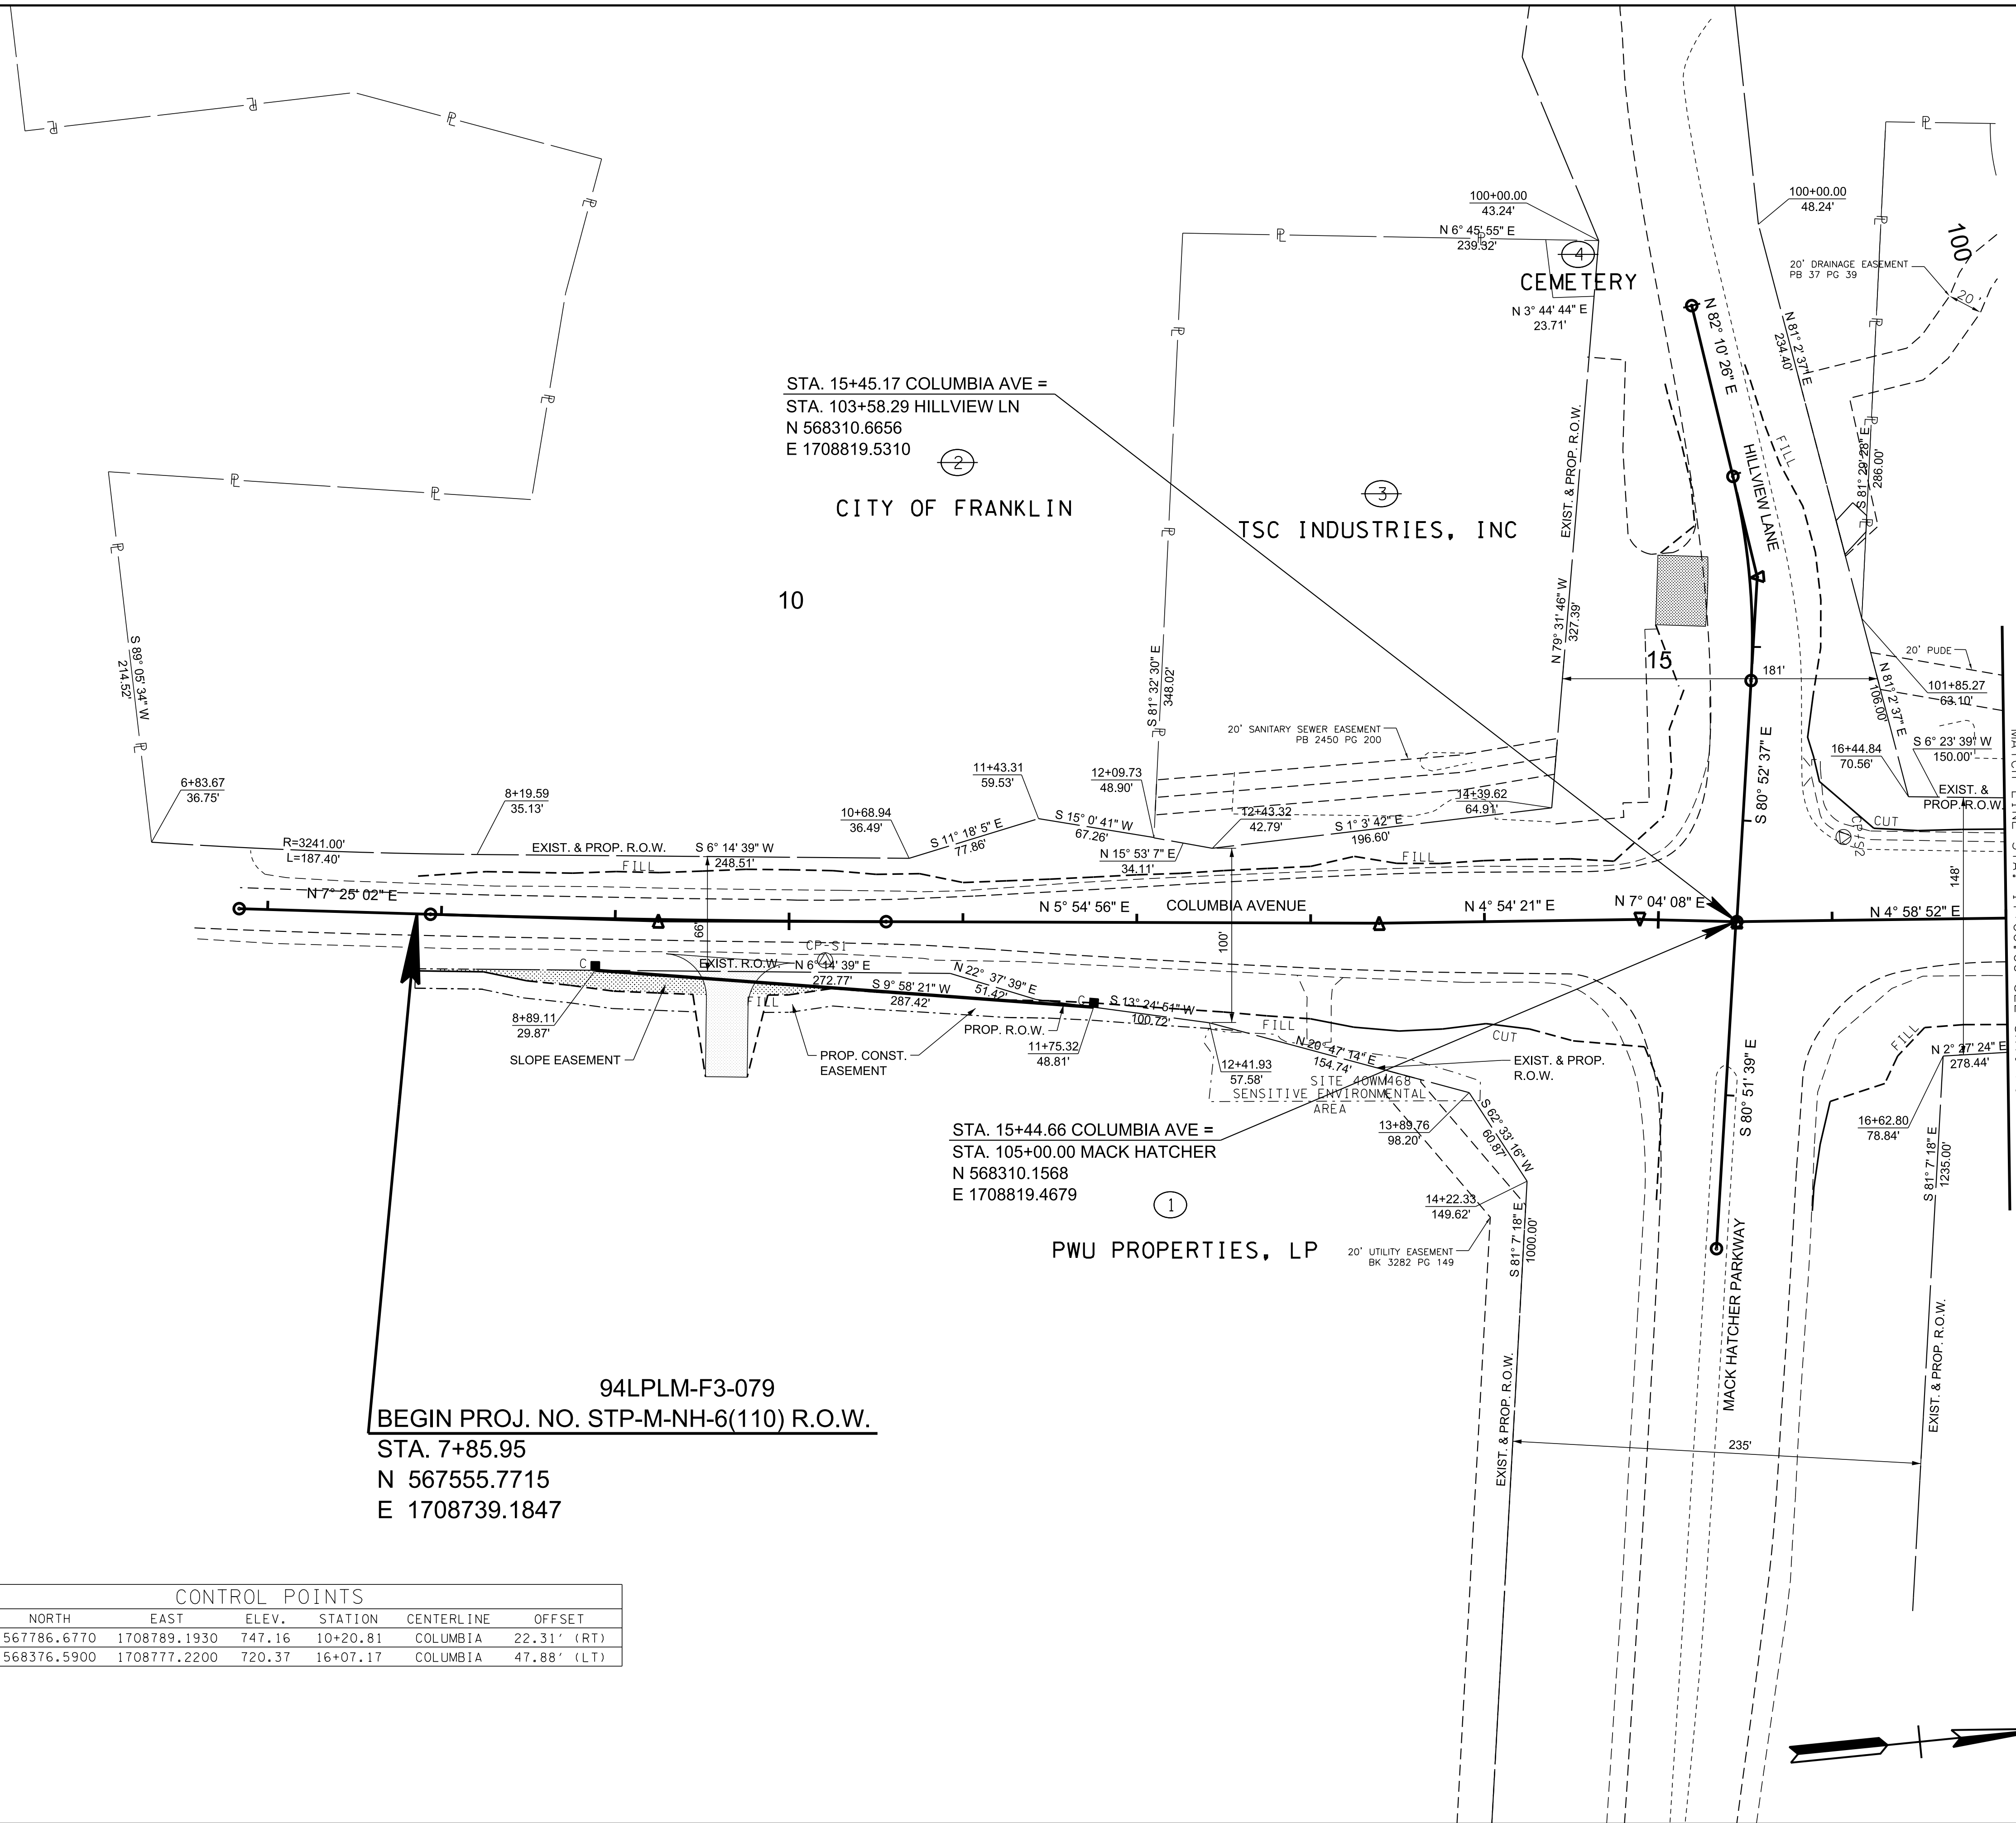 100+00.00
43.24'
N 6° 45' 55" E
239.32'
4
CEMETERY
N 3° 44' 44" E
23.71'
100+00.00
48.24'
20' DRAINAGE EASEMENT
PB 37 PG 39
100
20'
N 82° 10' 26" E
N 81° 2' 37" E
234.40'
FILL
HILLVIEW LANE
S 81° 29' 28" E
286.00'
STA. 15+45.17 COLUMBIA AVE =
STA. 103+58.29 HILLVIEW LN
N 568310.6656
E 1708819.5310
2
CITY OF FRANKLIN
3
TSC INDUSTRIES, INC
EXIST. & PROP. R.O.W.
N 79° 31' 46" W
327.39'
10
15
181'
20' PUDE
101+85.27
63.10'
N 81° 2' 37" E
106.00'
S 89° 05' 34" W
214.52'
S 81° 32' 30" E
348.02'
20' SANITARY SEWER EASEMENT
PB 2450 PG 200
S 80° 52' 37" E
16+44.84
70.56'
S 6° 23' 39" W
150.00'
EXIST. &
PROP. R.O.W.
CUT
CP-S2
148'
6+83.67
36.75'
8+19.59
35.13'
R=3241.00'
L=187.40'
EXIST. & PROP. R.O.W.
S 6° 14' 39" W
248.51'
FILL
10+68.94
36.49'
S 11° 18' 5" E
77.86'
11+43.31
59.53'
S 15° 0' 41" W
67.26'
12+09.73
48.90'
N 15° 53' 7" E
34.11'
12+43.32
42.79'
S 1° 3' 42" E
196.60'
14+39.62
64.91'
FILL
N 7° 25' 02" E
N 5° 54' 56" E
COLUMBIA AVENUE
N 4° 54' 21" E
N 7° 04' 08" E
N 4° 58' 52" E
66'
100'
CP-S1
C
EXIST. R.O.W.
N 6° 14' 39" E
272.77'
N 22° 37' 39" E
51.42'
S 9° 58' 21" W
287.42'
FILL
C
S 13° 24' 51" W
100.72'
8+89.11
29.87'
SLOPE EASEMENT
PROP. CONST.
EASEMENT
PROP. R.O.W.
11+75.32
48.81'
12+41.93
57.58'
FILL
CUT
N 20° 47' 14" E
154.74'
EXIST. & PROP.
R.O.W.
SITE 40WM468
SENSITIVE ENVIRONMENTAL
AREA
13+89.76
98.20'
S 62° 33' 16" W
60.87'
14+22.33
149.62'
FILL
N 2° 27' 24" E
278.44'
16+62.80
78.84'
S 80° 51' 39" E
S 81° 7' 18" E
1235.00'
STA. 15+44.66 COLUMBIA AVE =
STA. 105+00.00 MACK HATCHER
N 568310.1568
E 1708819.4679
1
PWU PROPERTIES, LP
20' UTILITY EASEMENT
BK 3282 PG 149
S 81° 7' 18" E
1000.00'
MACK HATCHER PARKWAY
EXIST. & PROP. R.O.W.
EXIST. & PROP. R.O.W.
235'
94LPLM-F3-079
BEGIN PROJ. NO. STP-M-NH-6(110) R.O.W.
STA. 7+85.95
N 567555.7715
E 1708739.1847
CONTROL POINTS
NORTH EAST ELEV. STATION CENTERLINE OFFSET
567786.6770 1708789.1930 747.16 10+20.81 COLUMBIA 22.31' (RT)
568376.5900 1708777.2200 720.37 16+07.17 COLUMBIA 47.88' (LT)